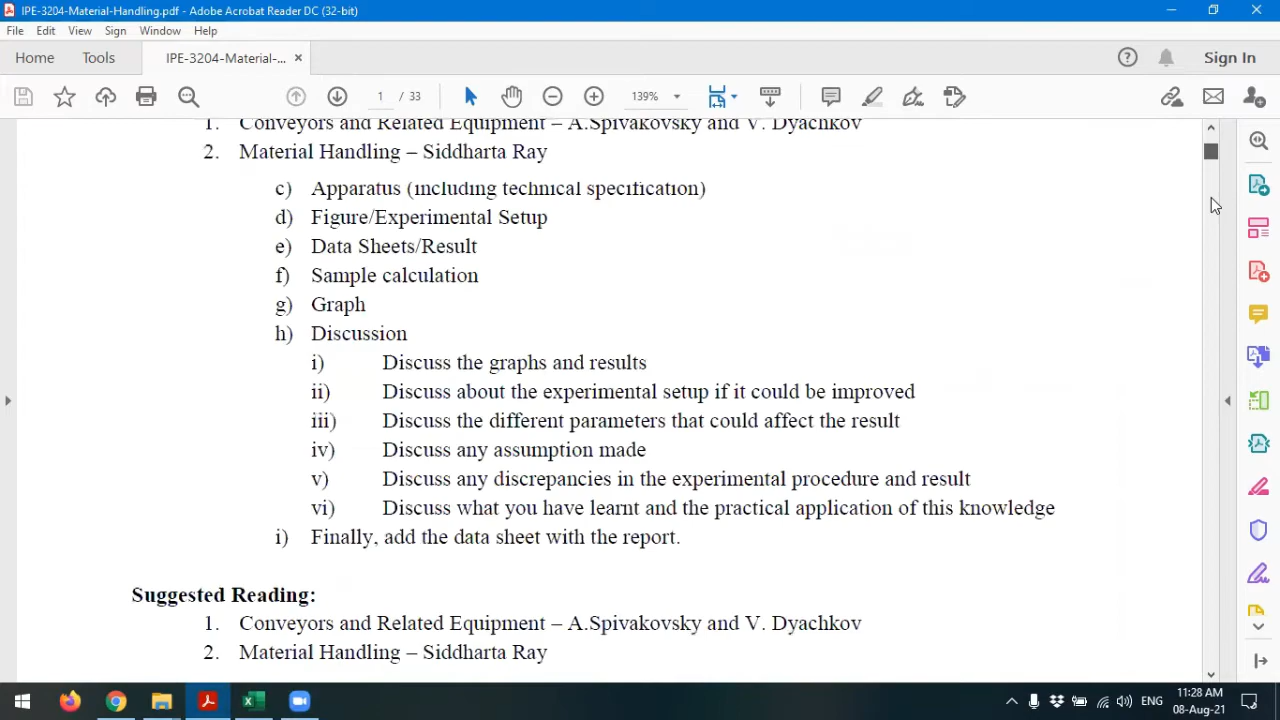 IPE-3204-Material-Handling.pdf - Adobe Acrobat Reader DC (32-bit)
File Edit View Sign Window Help
Home Tools IPE-3204-Material-... × Sign In
1 / 33 139%
1. Conveyors and Related Equipment – A.Spivakovsky and V. Dyachkov
2. Material Handling – Siddharta Ray
c) Apparatus (including technical specification)
d) Figure/Experimental Setup
e) Data Sheets/Result
f) Sample calculation
g) Graph
h) Discussion
i) Discuss the graphs and results
ii) Discuss about the experimental setup if it could be improved
iii) Discuss the different parameters that could affect the result
iv) Discuss any assumption made
v) Discuss any discrepancies in the experimental procedure and result
vi) Discuss what you have learnt and the practical application of this knowledge
i) Finally, add the data sheet with the report.
Suggested Reading:
1. Conveyors and Related Equipment – A.Spivakovsky and V. Dyachkov
2. Material Handling – Siddharta Ray
ENG
11:28 AM
08-Aug-21